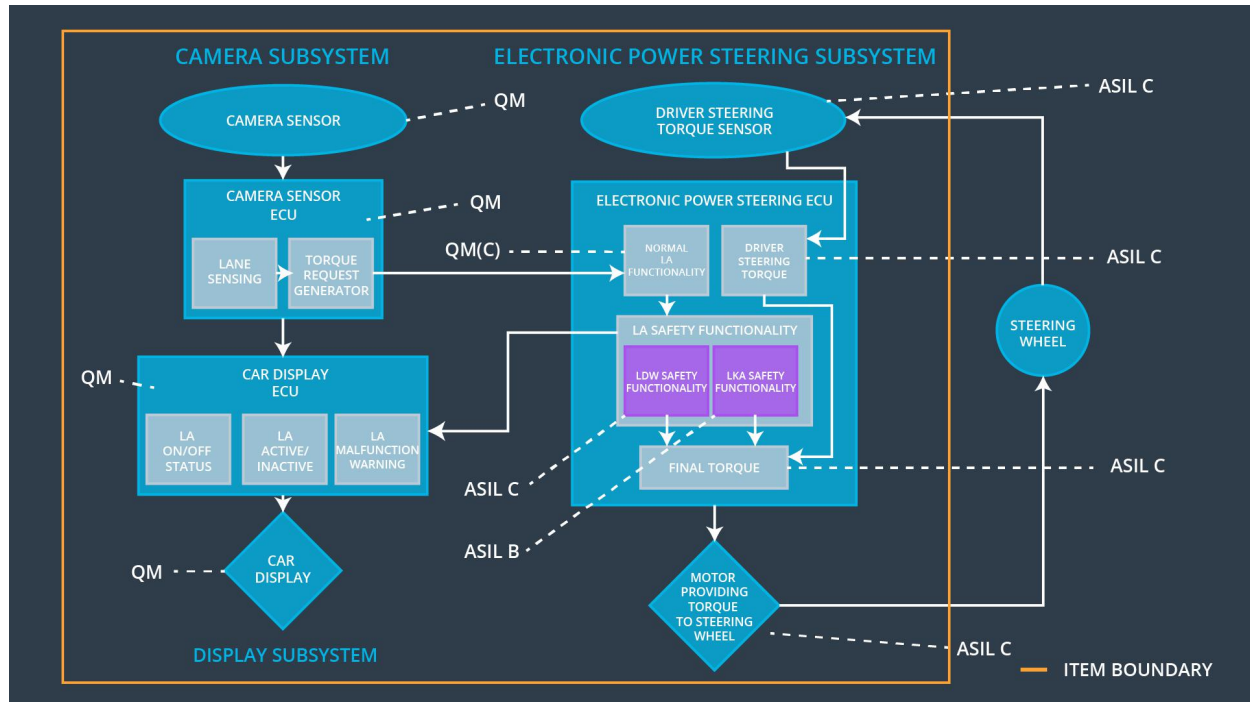 CAMERA SUBSYSTEM
ELECTRONIC POWER STEERING SUBSYSTEM
CAMERA SENSOR
QM
DRIVER STEERING
TORQUE SENSOR
ASIL C
CAMERA SENSOR
ECU
QM
LANE
SENSING
TORQUE
REQUEST
GENERATOR
QM(C)
ELECTRONIC POWER STEERING ECU
NORMAL
LA
FUNCTIONALITY
DRIVER
STEERING
TORQUE
ASIL C
LA SAFETY FUNCTIONALITY
LDW SAFETY
FUNCTIONALITY
LKA SAFETY
FUNCTIONALITY
STEERING
WHEEL
QM
CAR DISPLAY
ECU
LA
ON/OFF
STATUS
LA
ACTIVE/
INACTIVE
LA
MALFUNCTION
WARNING
FINAL TORQUE
ASIL C
ASIL C
ASIL B
QM
CAR
DISPLAY
MOTOR
PROVIDING
TORQUE
TO STEERING
WHEEL
ASIL C
DISPLAY SUBSYSTEM
ITEM BOUNDARY